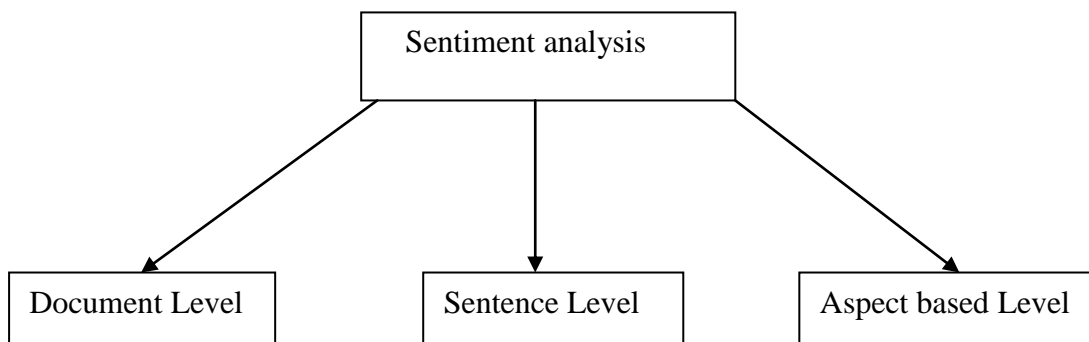 Sentiment analysis
Document Level
Sentence Level
Aspect based Level